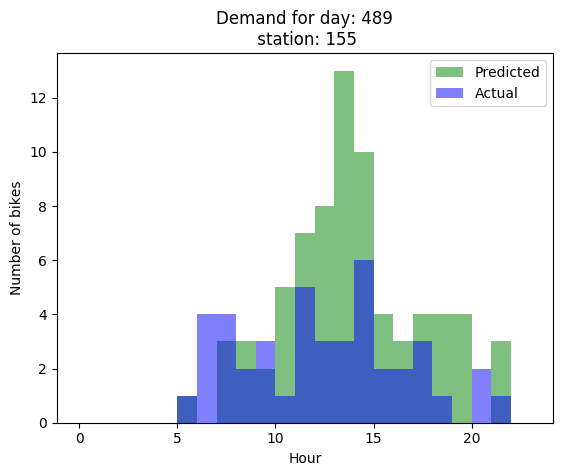 Demand for day: 489
station: 155
Predicted
Actual
Number of bikes
12
10
8
6
4
2
0
0 5 10 15 20
Hour